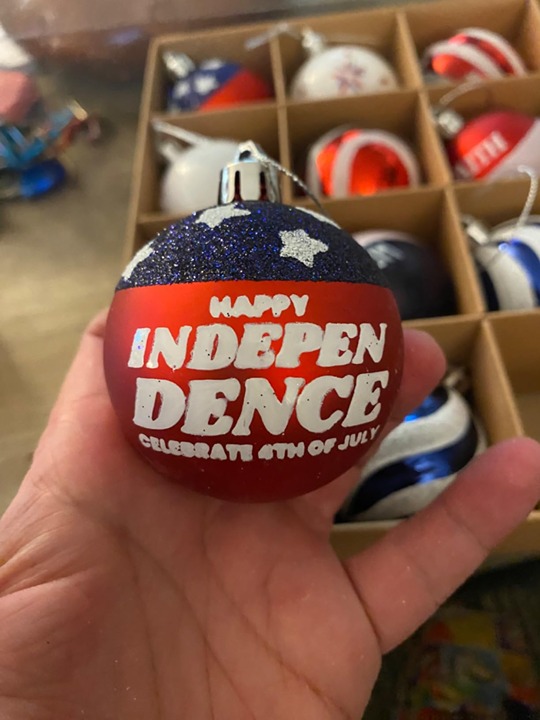 HAPPY
INDEPEN
DENCE
CELEBRATE 4TH OF JULY